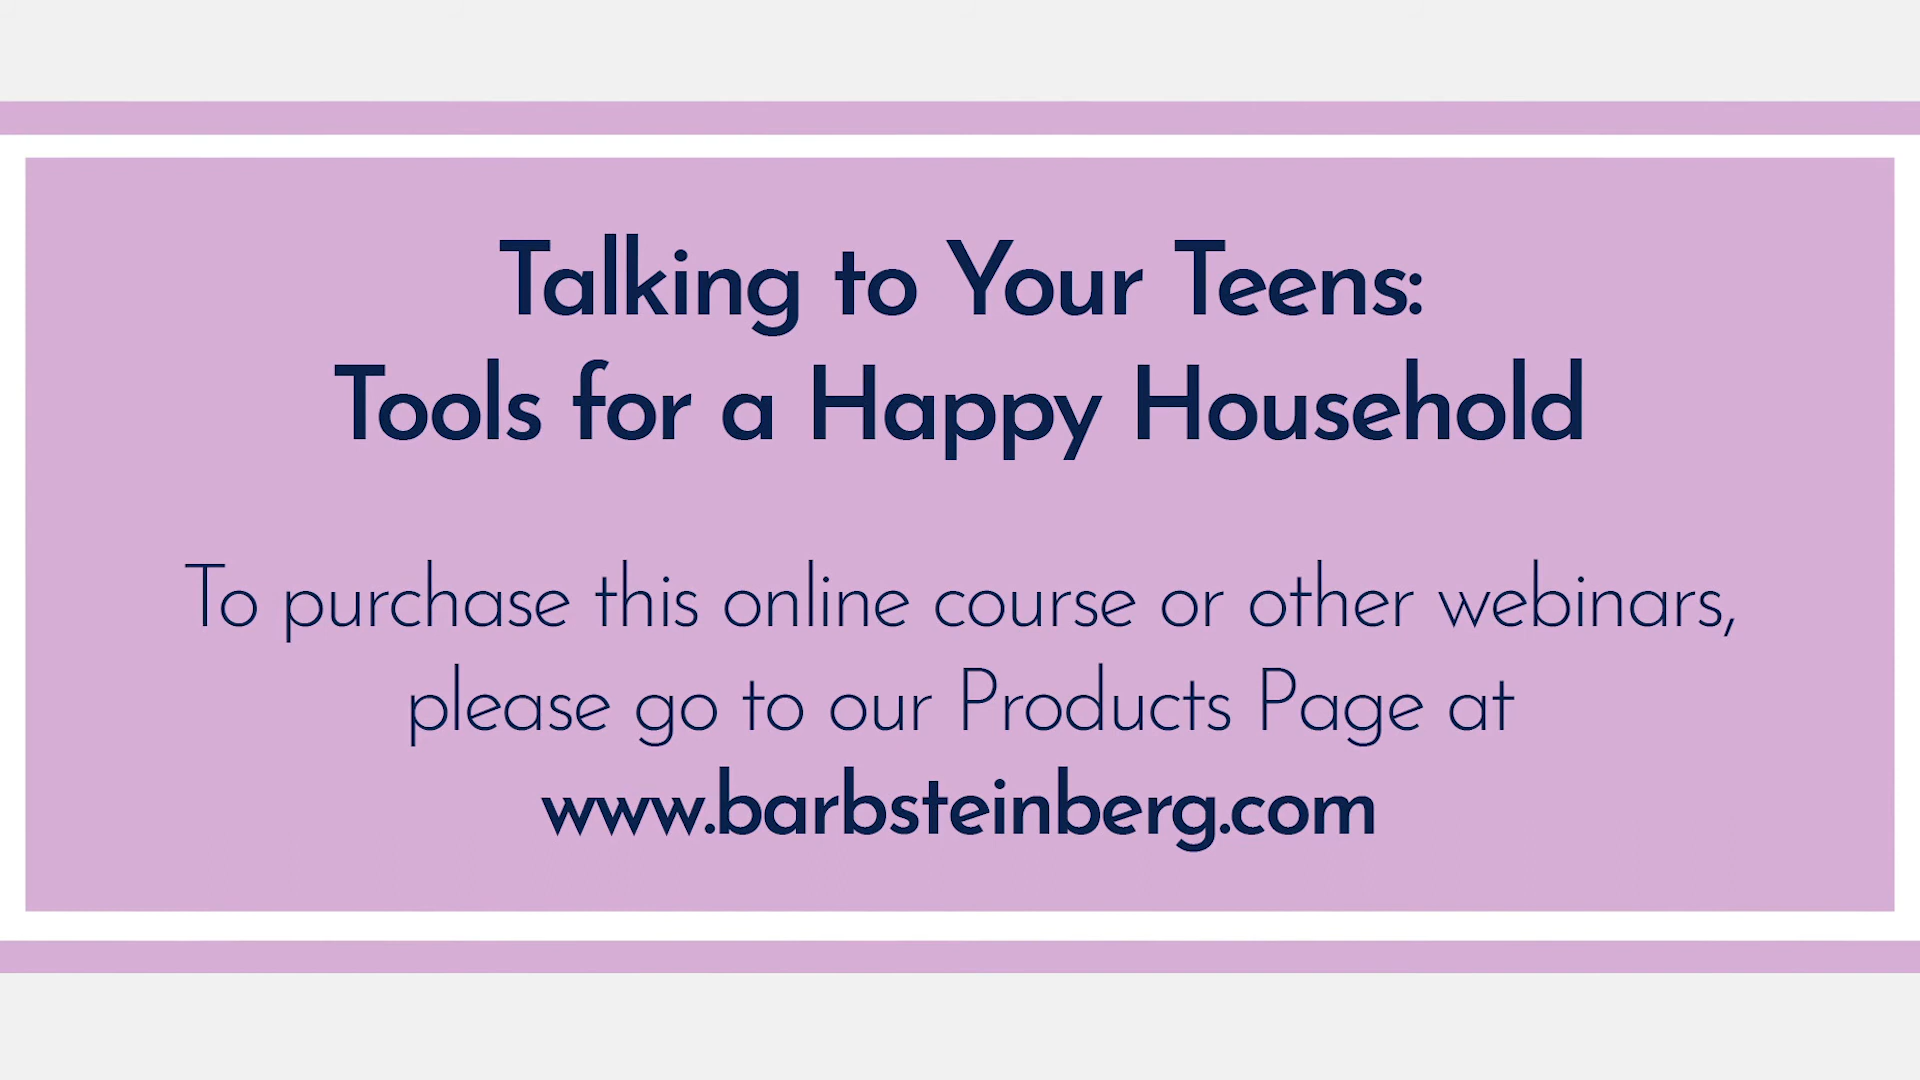 Talking to Your Teens:
Tools for a Happy Household
To purchase this online course or other webinars,
please go to our Products Page at
www.barbsteinberg.com